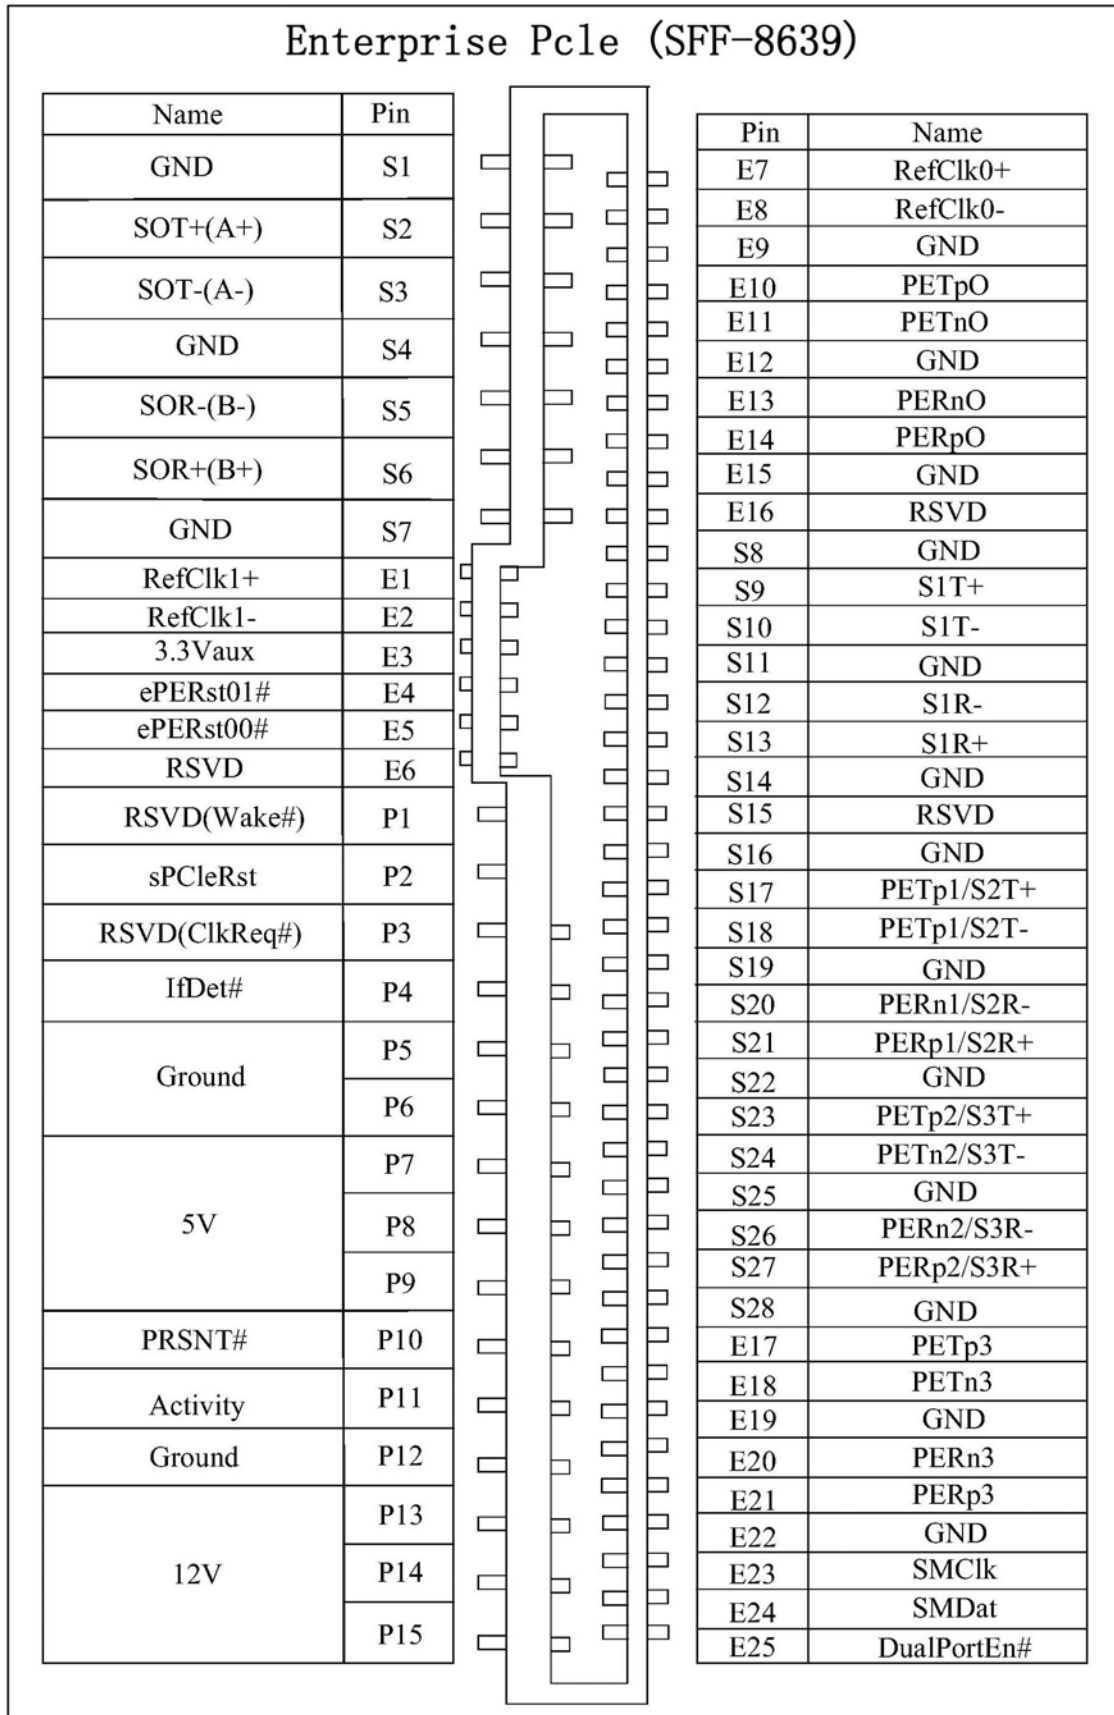 Enterprise Pcle (SFF-8639)
Name Pin
GND S1
SOT+(A+) S2
SOT-(A-) S3
GND S4
SOR-(B-) S5
SOR+(B+) S6
GND S7
RefClk1+ E1
RefClk1- E2
3.3Vaux E3
ePERst01# E4
ePERst00# E5
RSVD E6
RSVD(Wake#) P1
sPCleRst P2
RSVD(ClkReq#) P3
IfDet# P4
Ground P5
P6
5V P7
P8
P9
PRSNT# P10
Activity P11
Ground P12
12V P13
P14
P15
Pin Name
E7 RefClk0+
E8 RefClk0-
E9 GND
E10 PETpO
E11 PETnO
E12 GND
E13 PERnO
E14 PERpO
E15 GND
E16 RSVD
S8 GND
S9 S1T+
S10 S1T-
S11 GND
S12 S1R-
S13 S1R+
S14 GND
S15 RSVD
S16 GND
S17 PETp1/S2T+
S18 PETp1/S2T-
S19 GND
S20 PERn1/S2R-
S21 PERp1/S2R+
S22 GND
S23 PETp2/S3T+
S24 PETn2/S3T-
S25 GND
S26 PERn2/S3R-
S27 PERp2/S3R+
S28 GND
E17 PETp3
E18 PETn3
E19 GND
E20 PERn3
E21 PERp3
E22 GND
E23 SMClk
E24 SMDat
E25 DualPortEn#